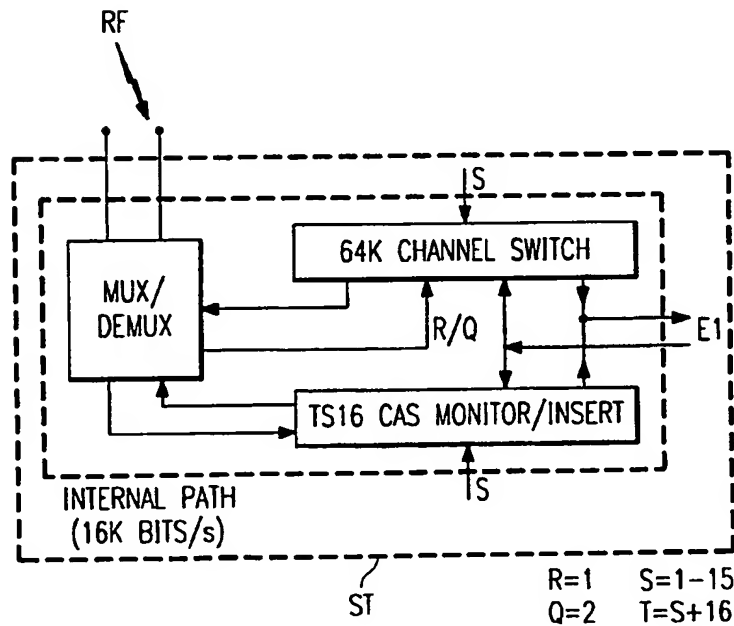 RF
S
64K CHANNEL SWITCH
MUX/
DEMUX
R/Q
E1
TS16 CAS MONITOR/INSERT
S
INTERNAL PATH
(16K BITS/s)
ST
R=1 S=1-15
Q=2 T=S+16